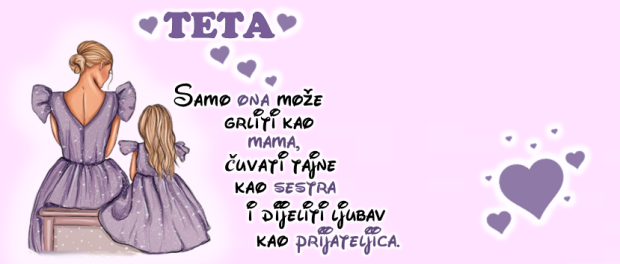 TETA
Samo ona može
grliti kao
mama,
čuvati tajne
kao sestra
i dijeliti ljubav
kao prijateljica.